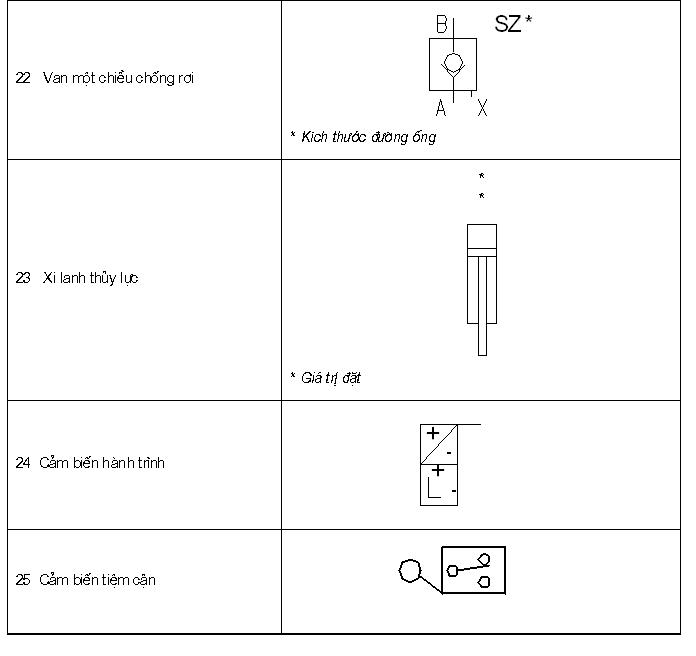 B SZ*
22 Van một chiều chống rơi
A X
* Kich thước đường ống
*
*
23 Xi lanh thủy lực
* Giá trị đặt
+
-
24 Cảm biến hành trình
+
-
25 Cảm biến tiệm cận